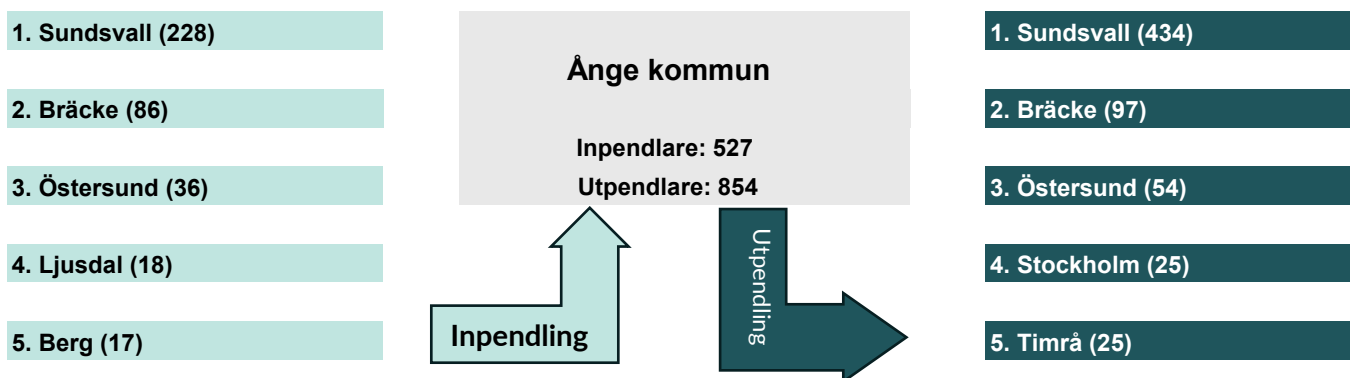 1. Sundsvall (228)
2. Bräcke (86)
3. Östersund (36)
4. Ljusdal (18)
5. Berg (17)
Ånge kommun
Inpendlare: 527
Utpendlare: 854
Inpendling
Utpendling
1. Sundsvall (434)
2. Bräcke (97)
3. Östersund (54)
4. Stockholm (25)
5. Timrå (25)